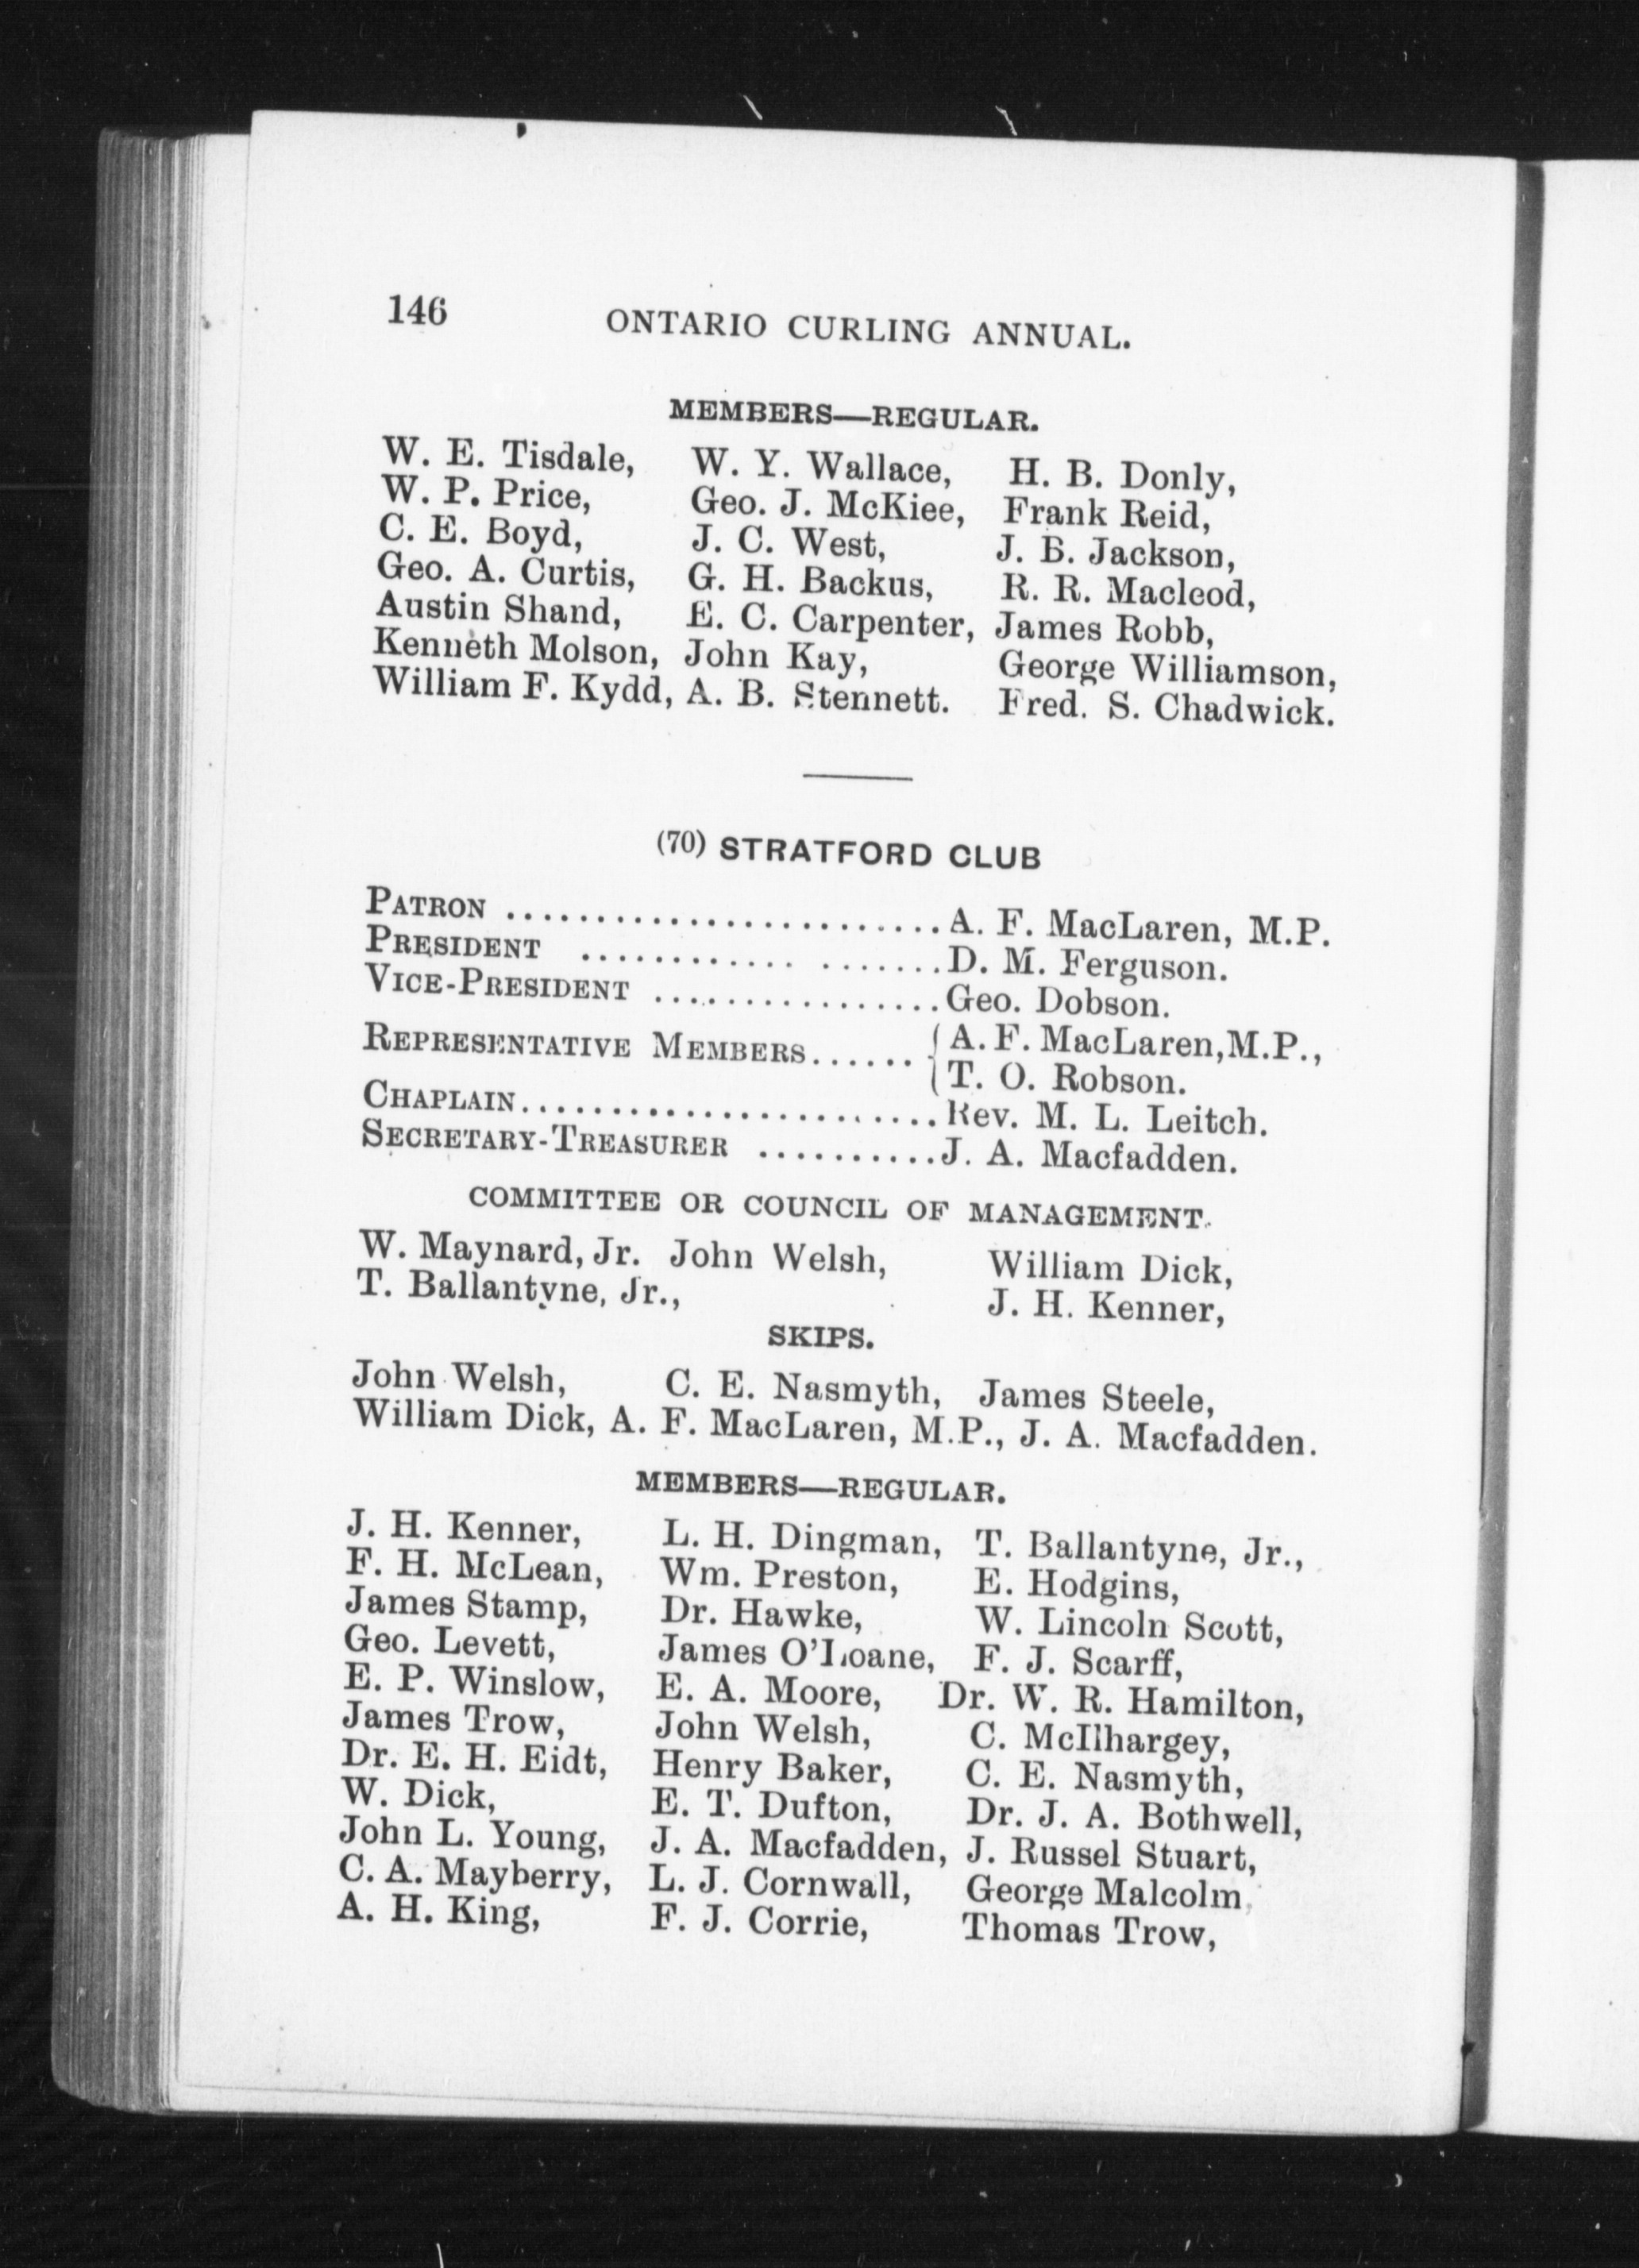 146 ONTARIO CURLING ANNUAL.
MEMBERS—REGULAR.
W. E. Tisdale, W. Y. Wallace, H. B. Donly,
W. P. Price, Geo. J. McKiee, Frank Reid,
C. E. Boyd, J. C. West, J. B. Jackson,
Geo. A. Curtis, G. H. Backus, R. R. Macleod,
Austin Shand, E. C. Carpenter, James Robb,
Kenneth Molson, John Kay, George Williamson,
William F. Kydd, A. B. Stennett. Fred. S. Chadwick.
(70) STRATFORD CLUB
PATRON ........................A. F. MacLaren, M.P.
PRESIDENT ............ .......D. M. Ferguson.
VICE-PRESIDENT ................Geo. Dobson.
REPRESENTATIVE MEMBERS...... { A. F. MacLaren, M.P.,
T. O. Robson.
CHAPLAIN.......................Rev. M. L. Leitch.
SECRETARY-TREASURER ..........J. A. Macfadden.
COMMITTEE OR COUNCIL OF MANAGEMENT.
W. Maynard, Jr. John Welsh, William Dick,
T. Ballantyne, Jr., J. H. Kenner,
SKIPS.
John Welsh, C. E. Nasmyth, James Steele,
William Dick, A. F. MacLaren, M.P., J. A. Macfadden.
MEMBERS—REGULAR.
J. H. Kenner, L. H. Dingman, T. Ballantyne, Jr.,
F. H. McLean, Wm. Preston, E. Hodgins,
James Stamp, Dr. Hawke, W. Lincoln Scott,
Geo. Levett, James O'Loane, F. J. Scarff,
E. P. Winslow, E. A. Moore, Dr. W. R. Hamilton,
James Trow, John Welsh, C. McIlhargey,
Dr. E. H. Eidt, Henry Baker, C. E. Nasmyth,
W. Dick, E. T. Dufton, Dr. J. A. Bothwell,
John L. Young, J. A. Macfadden, J. Russel Stuart,
C. A. Mayberry, L. J. Cornwall, George Malcolm,
A. H. King, F. J. Corrie, Thomas Trow,